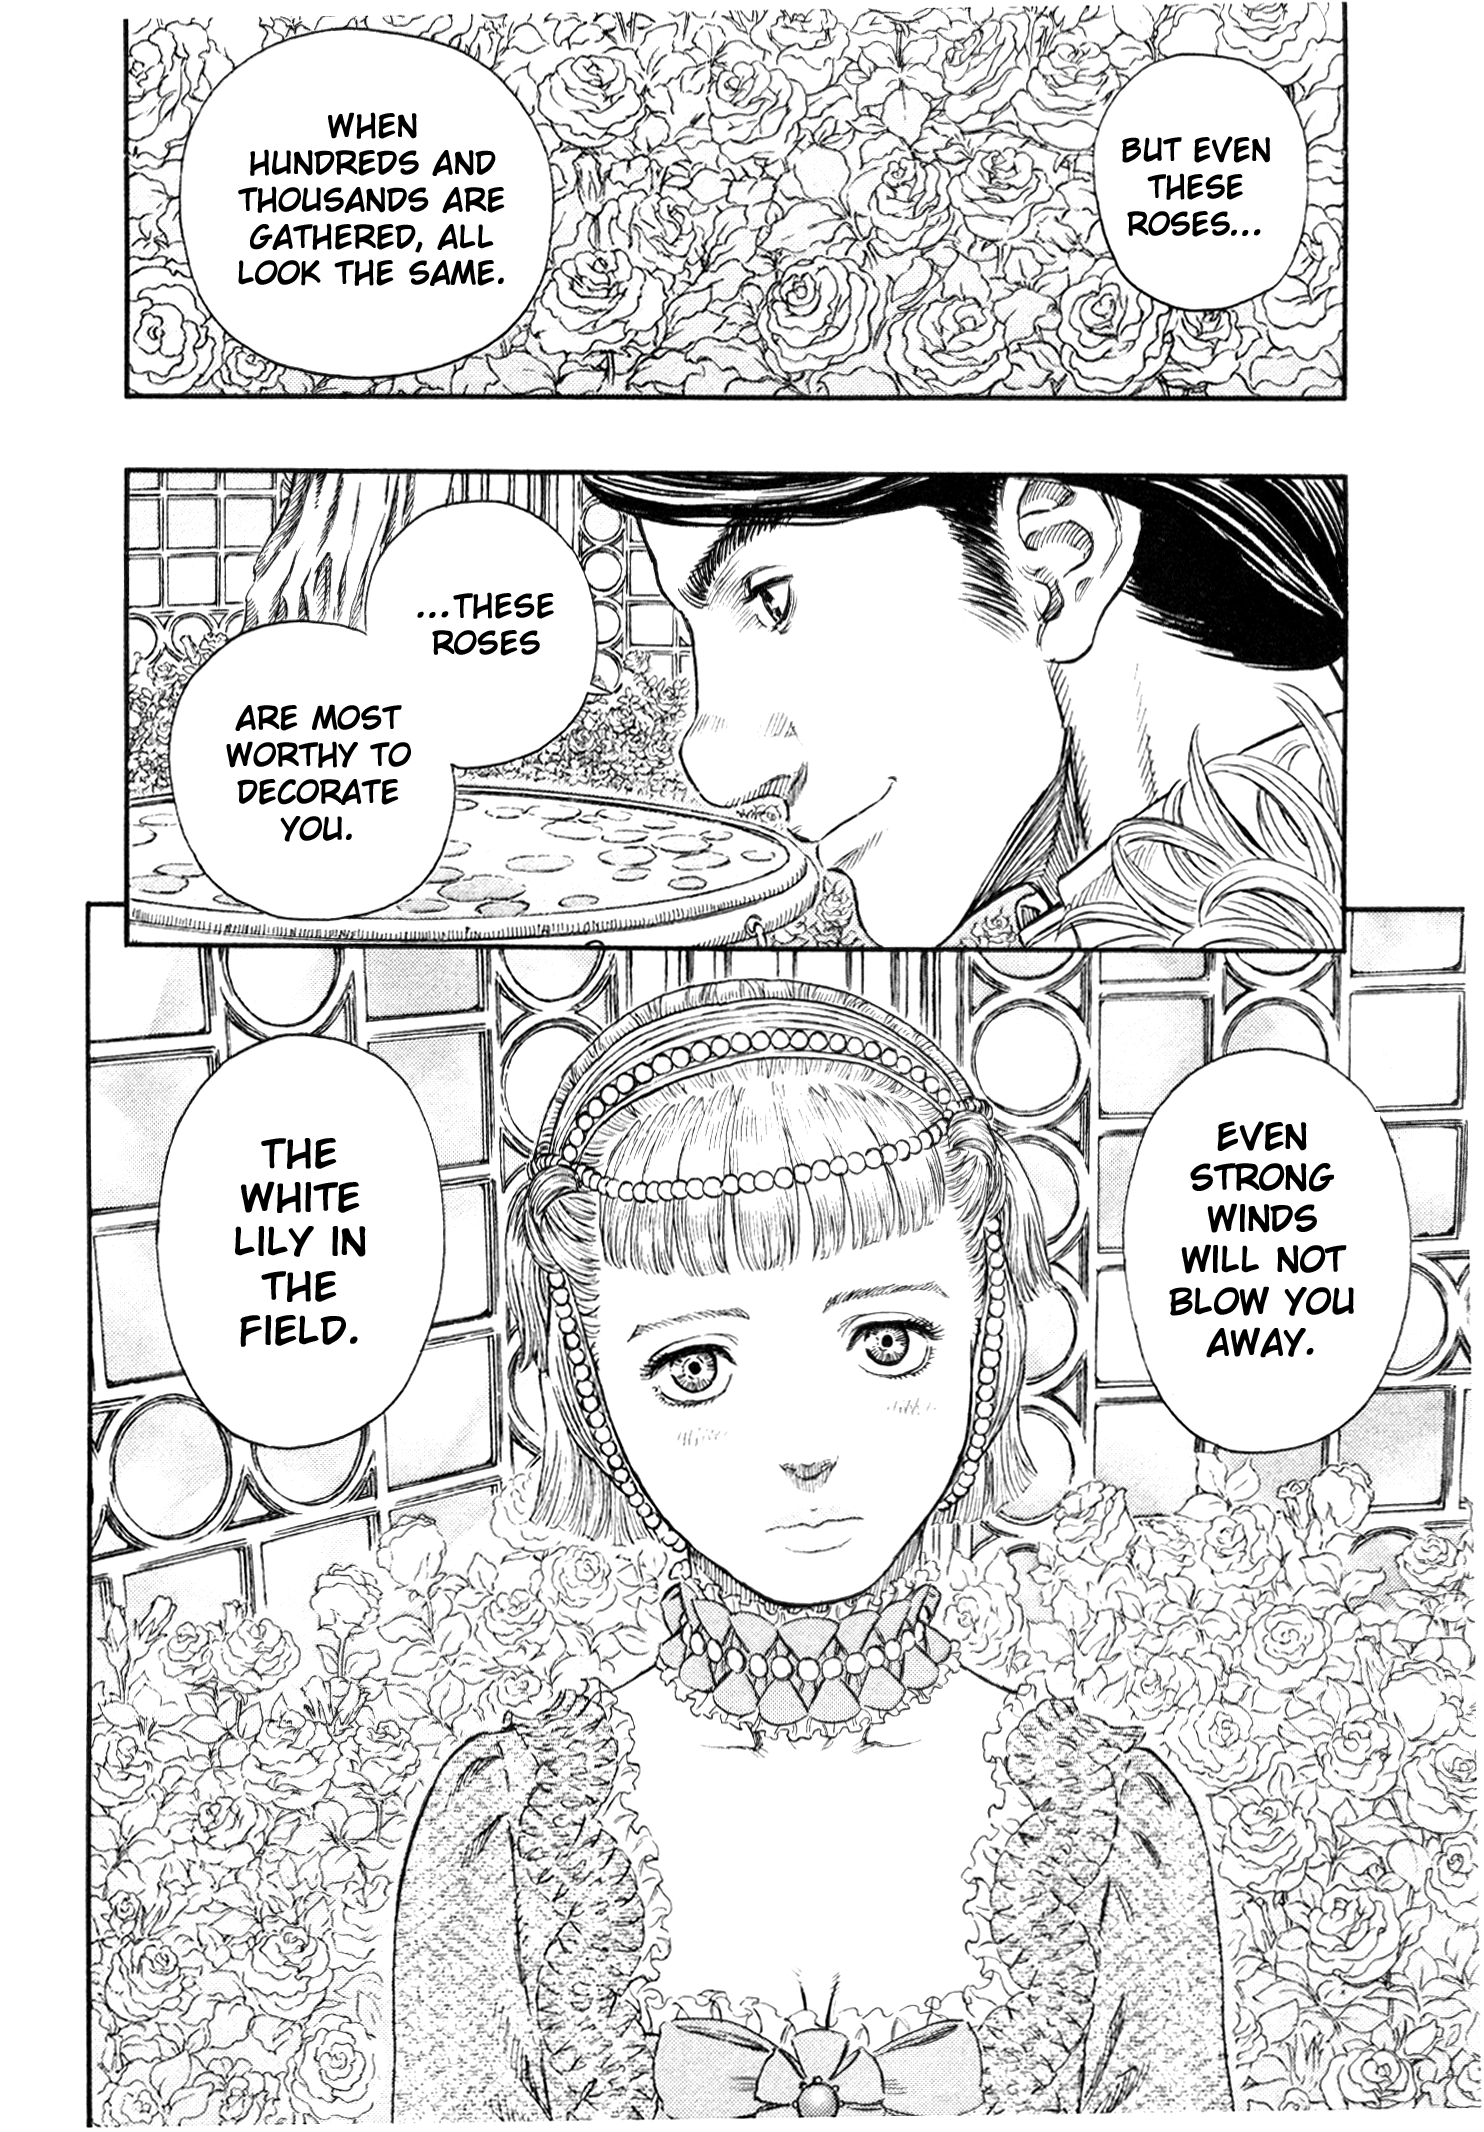 BUT EVEN
THESE
ROSES...
WHEN
HUNDREDS AND
THOUSANDS ARE
GATHERED, ALL
LOOK THE SAME.
...THESE
ROSES
ARE MOST
WORTHY TO
DECORATE
YOU.
EVEN
STRONG
WINDS
WILL NOT
BLOW YOU
AWAY.
THE
WHITE
LILY IN
THE
FIELD.